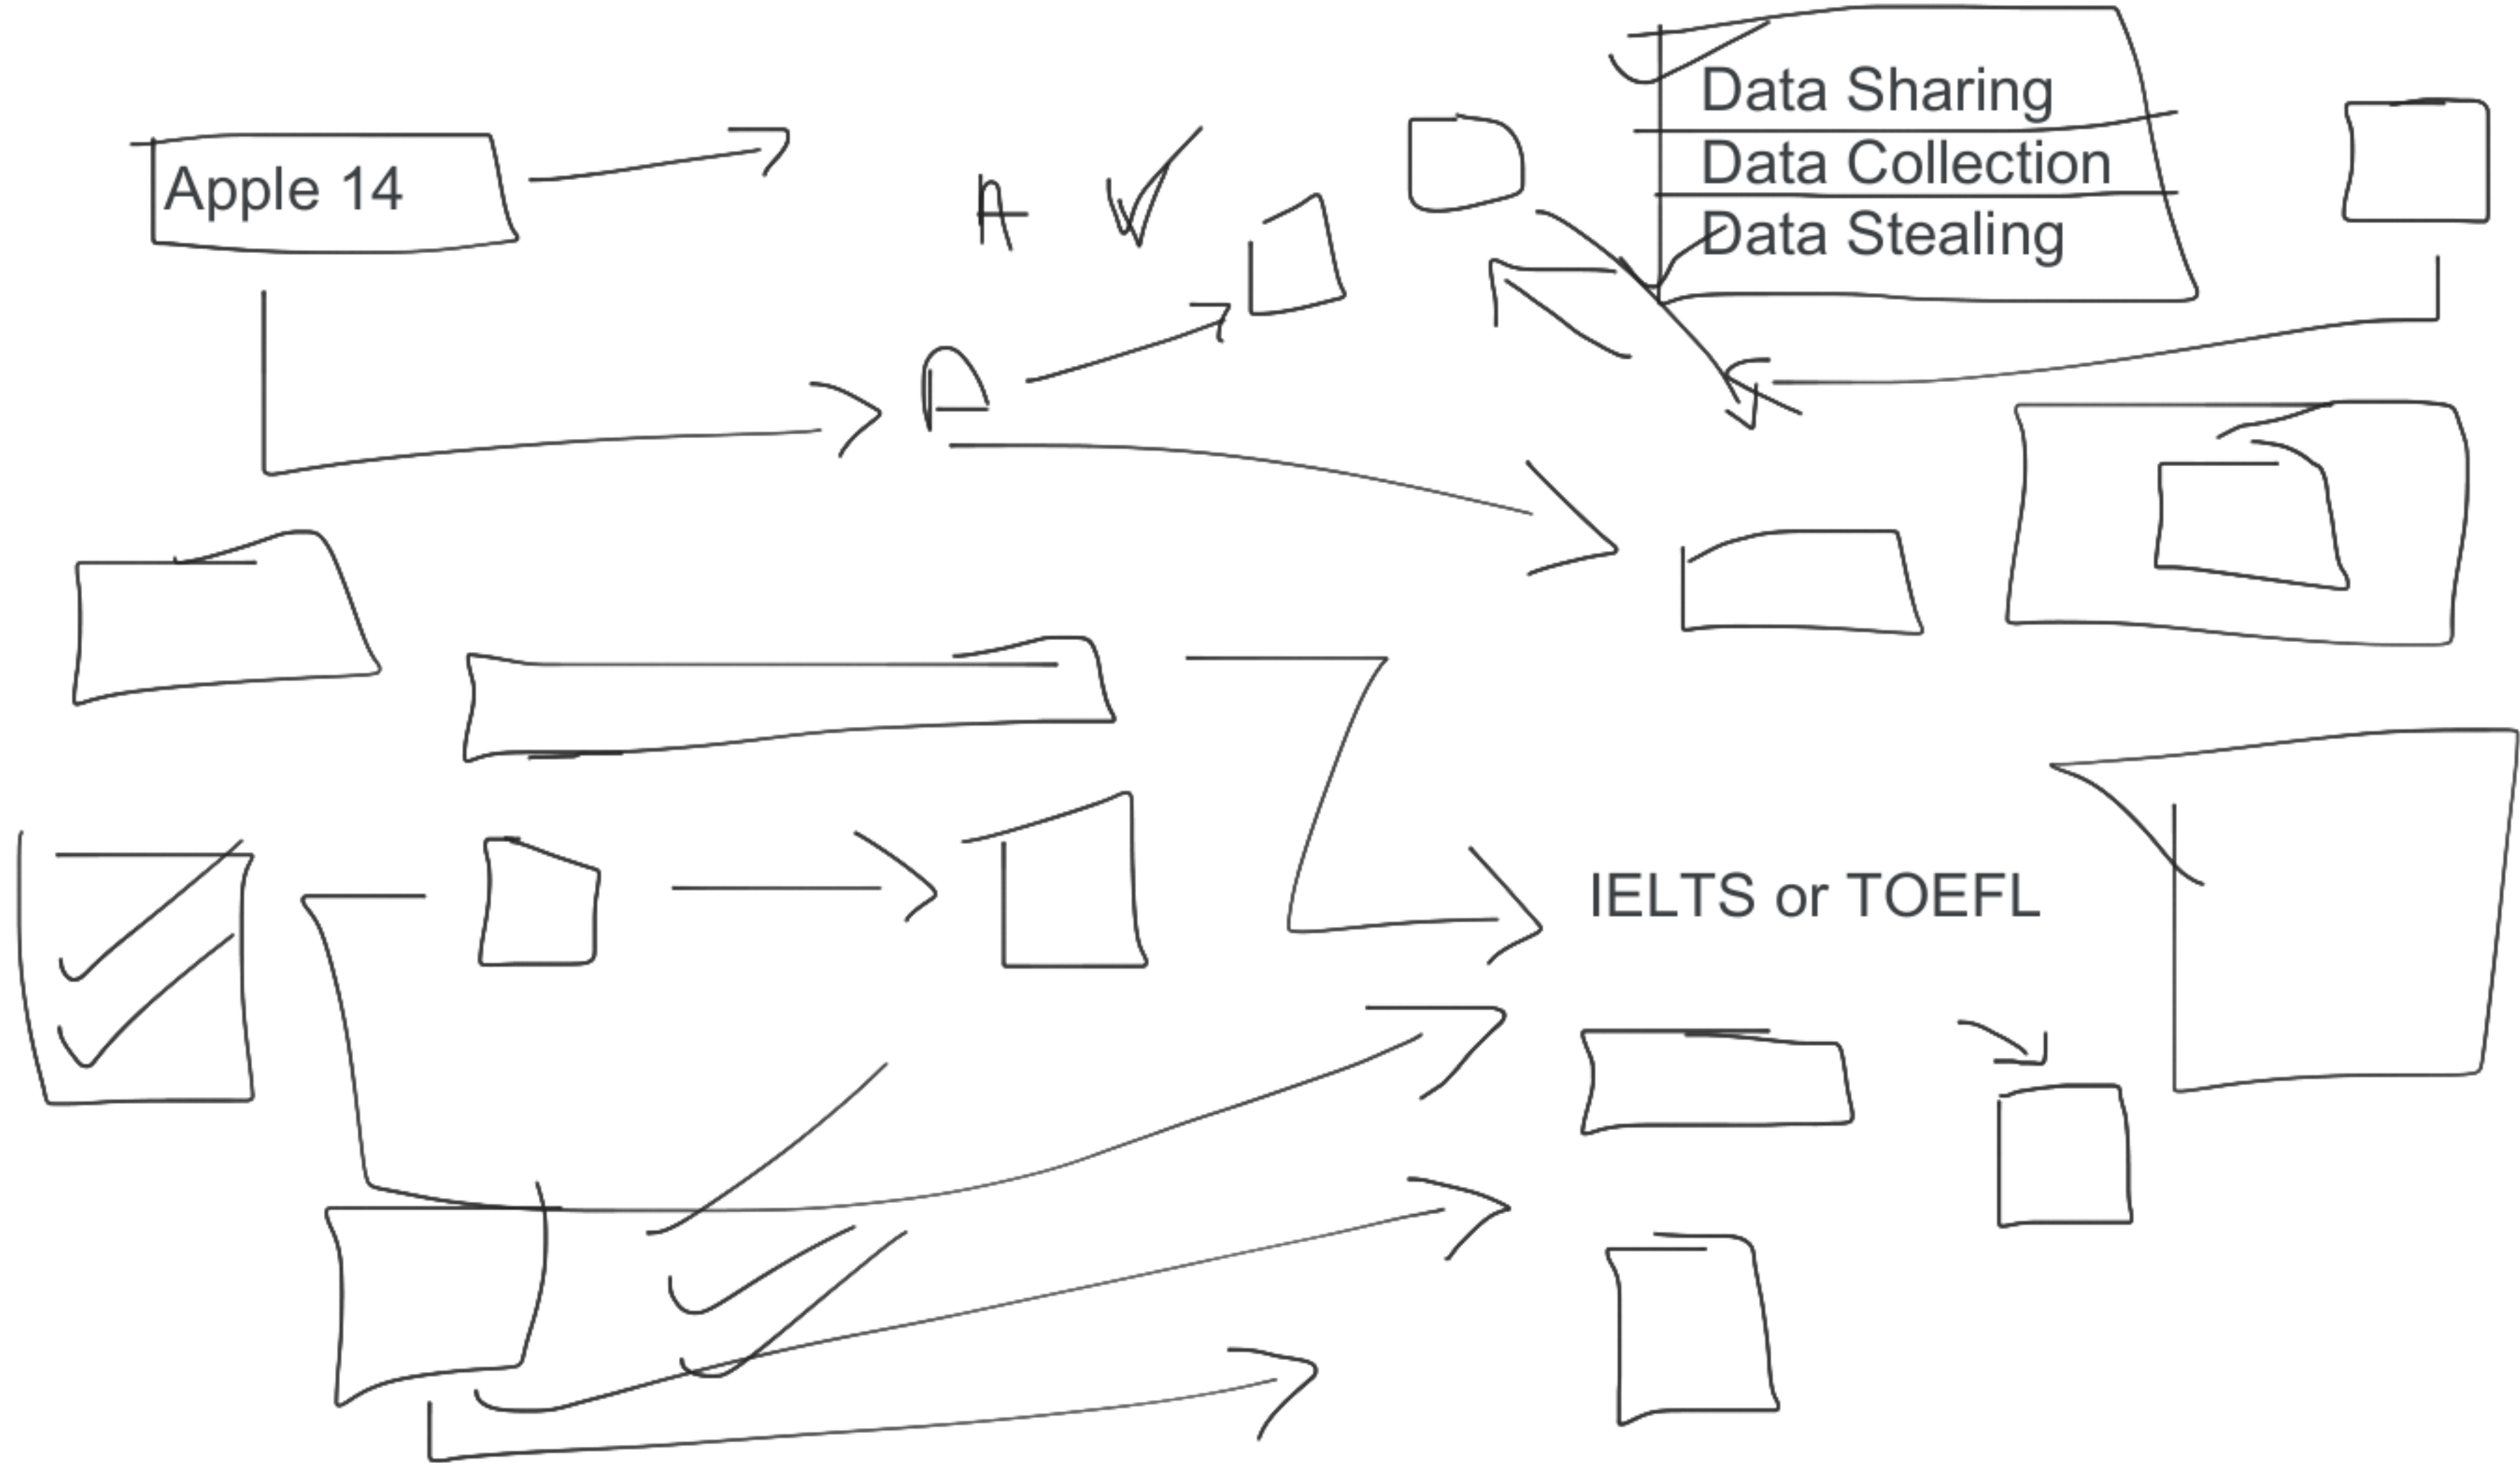 Apple 14
A
Data Sharing
Data Collection
Data Stealing
IELTS or TOEFL